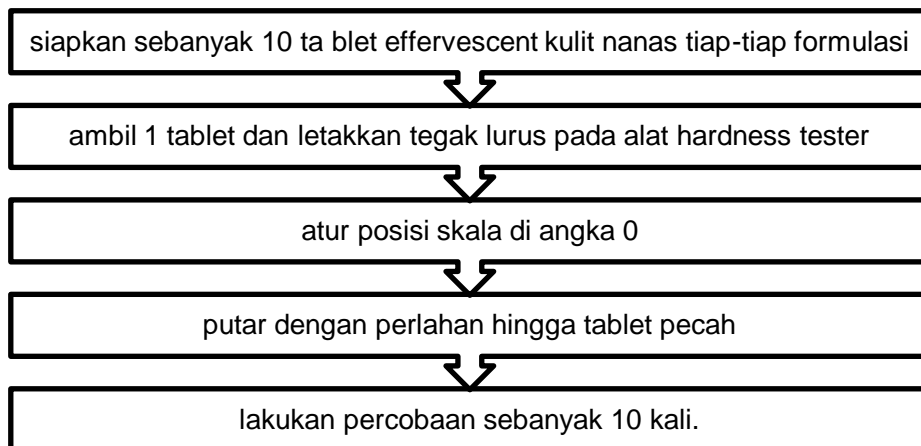 siapkan sebanyak 10 ta blet effervescent kulit nanas tiap-tiap formulasi
ambil 1 tablet dan letakkan tegak lurus pada alat hardness tester
atur posisi skala di angka 0
putar dengan perlahan hingga tablet pecah
lakukan percobaan sebanyak 10 kali.